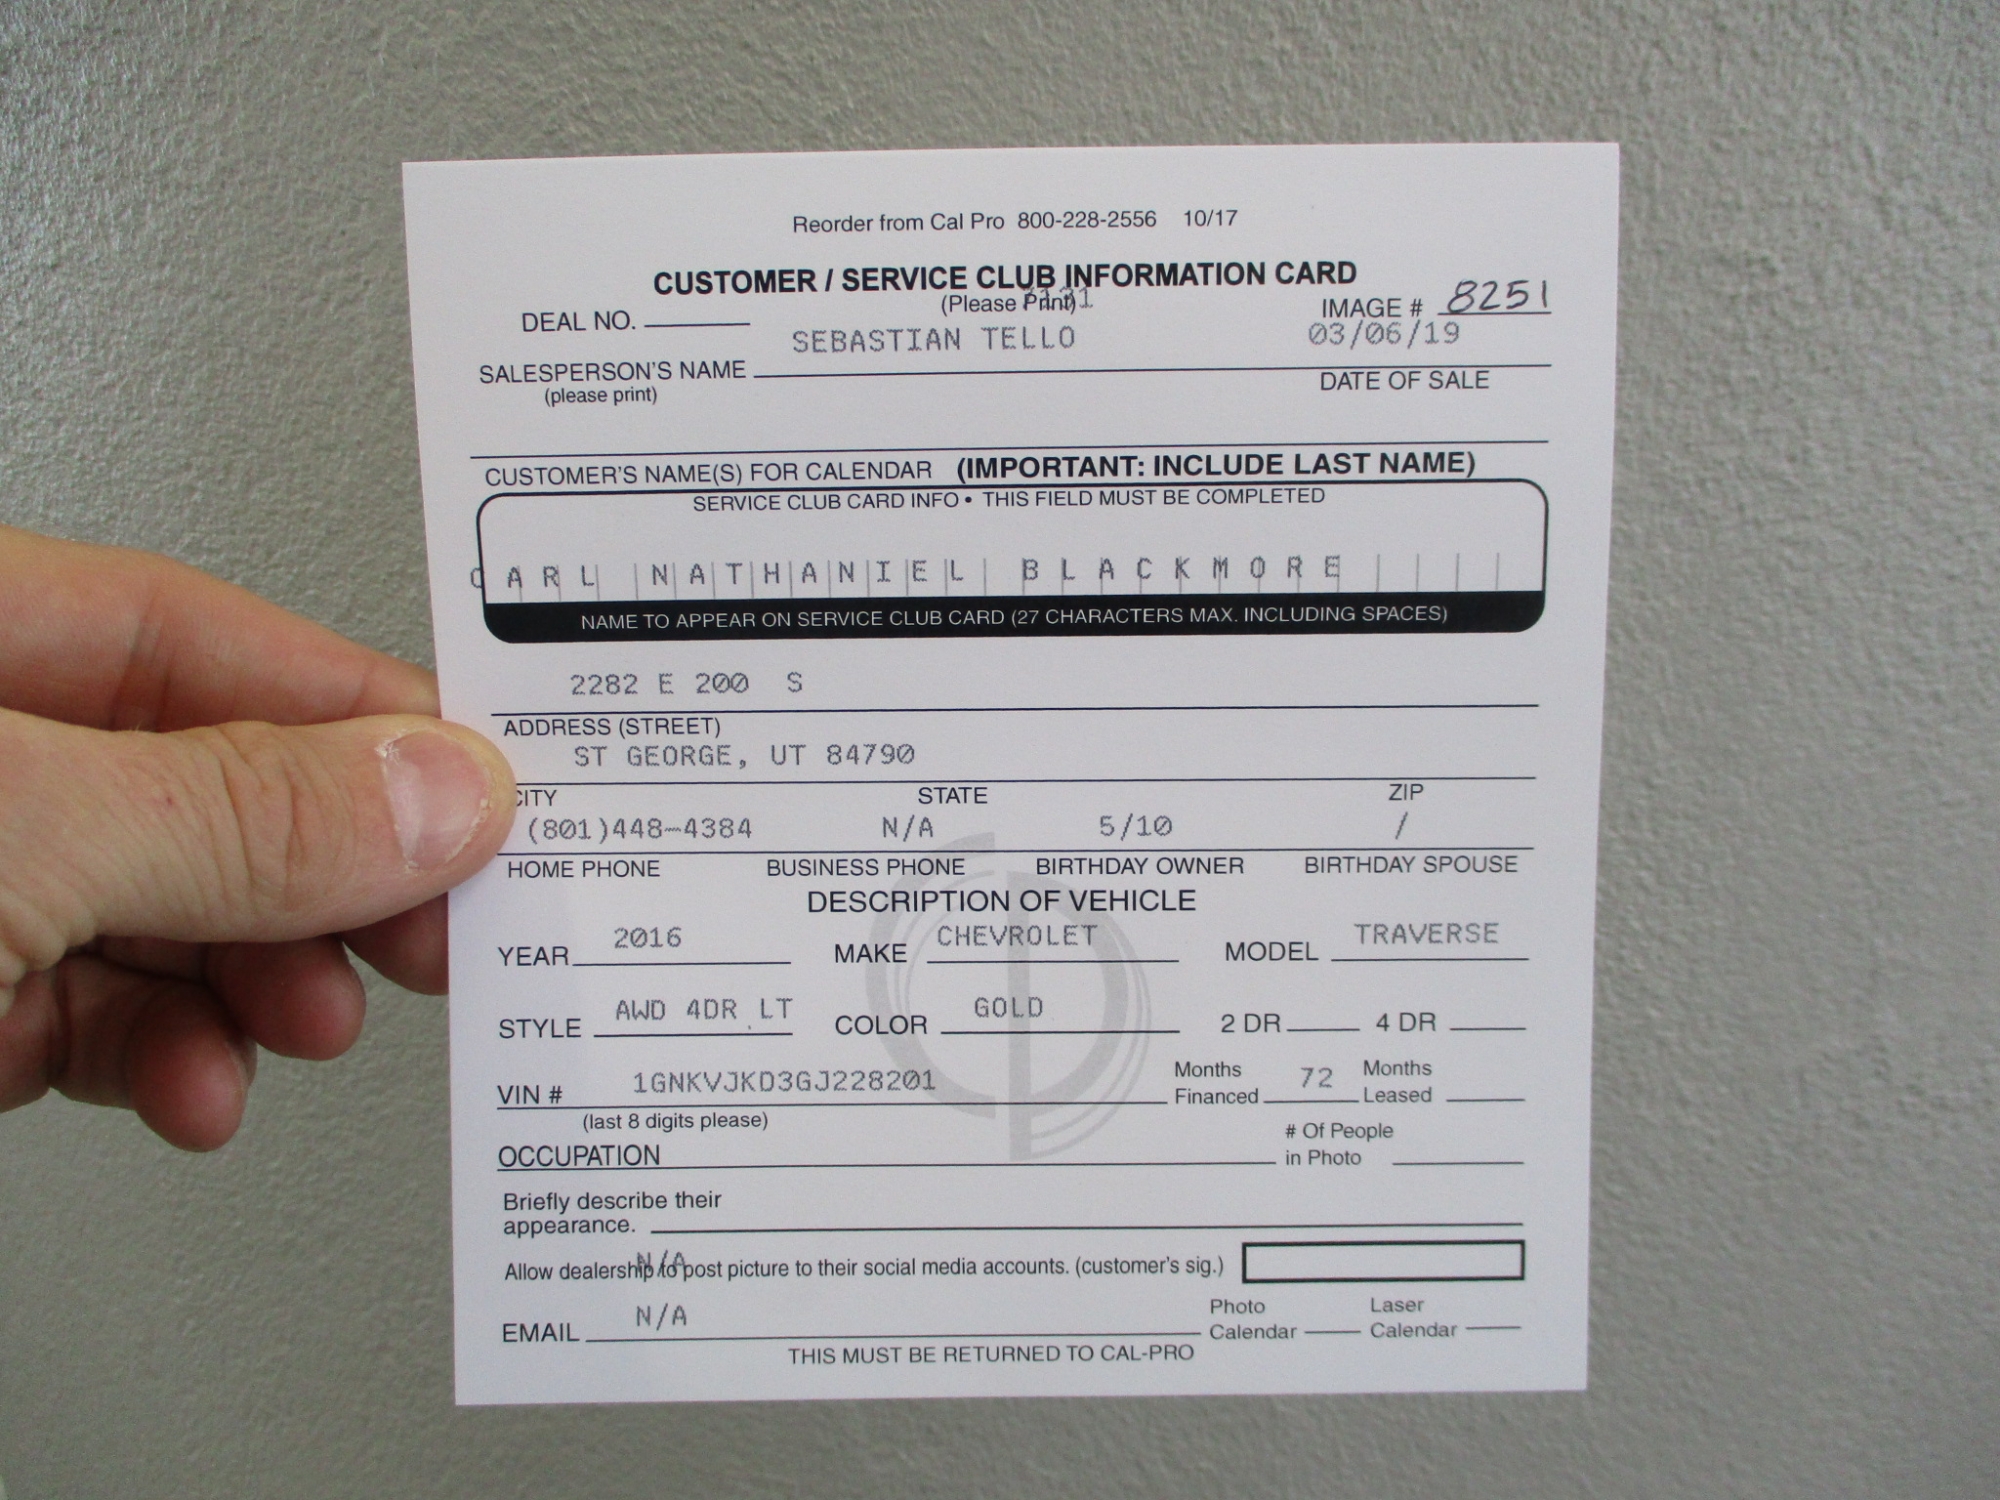 Reorder from Cal Pro 800-228-2556 10/17
CUSTOMER / SERVICE CLUB INFORMATION CARD
(Please Print)
DEAL NO.
IMAGE # 8251
SEBASTIAN TELLO 03/06/19
SALESPERSON'S NAME
(please print)
DATE OF SALE
CUSTOMER'S NAME(S) FOR CALENDAR (IMPORTANT: INCLUDE LAST NAME)
SERVICE CLUB CARD INFO • THIS FIELD MUST BE COMPLETED
CARL NATHANIEL BLACKMORE
NAME TO APPEAR ON SERVICE CLUB CARD (27 CHARACTERS MAX. INCLUDING SPACES)
2282 E 200 S
ADDRESS (STREET)
ST GEORGE, UT 84790
CITY STATE ZIP
(801)448-4384 N/A 5/10 /
HOME PHONE BUSINESS PHONE BIRTHDAY OWNER BIRTHDAY SPOUSE
DESCRIPTION OF VEHICLE
YEAR 2016 MAKE CHEVROLET MODEL TRAVERSE
STYLE AWD 4DR LT COLOR GOLD 2 DR 4 DR
VIN # 1GNKVJKD3GJ228201 Months Financed 72 Months Leased
(last 8 digits please)
OCCUPATION # Of People in Photo
Briefly describe their
appearance.
N/A
Allow dealership to post picture to their social media accounts. (customer's sig.)
EMAIL N/A Photo Calendar Laser Calendar
THIS MUST BE RETURNED TO CAL-PRO